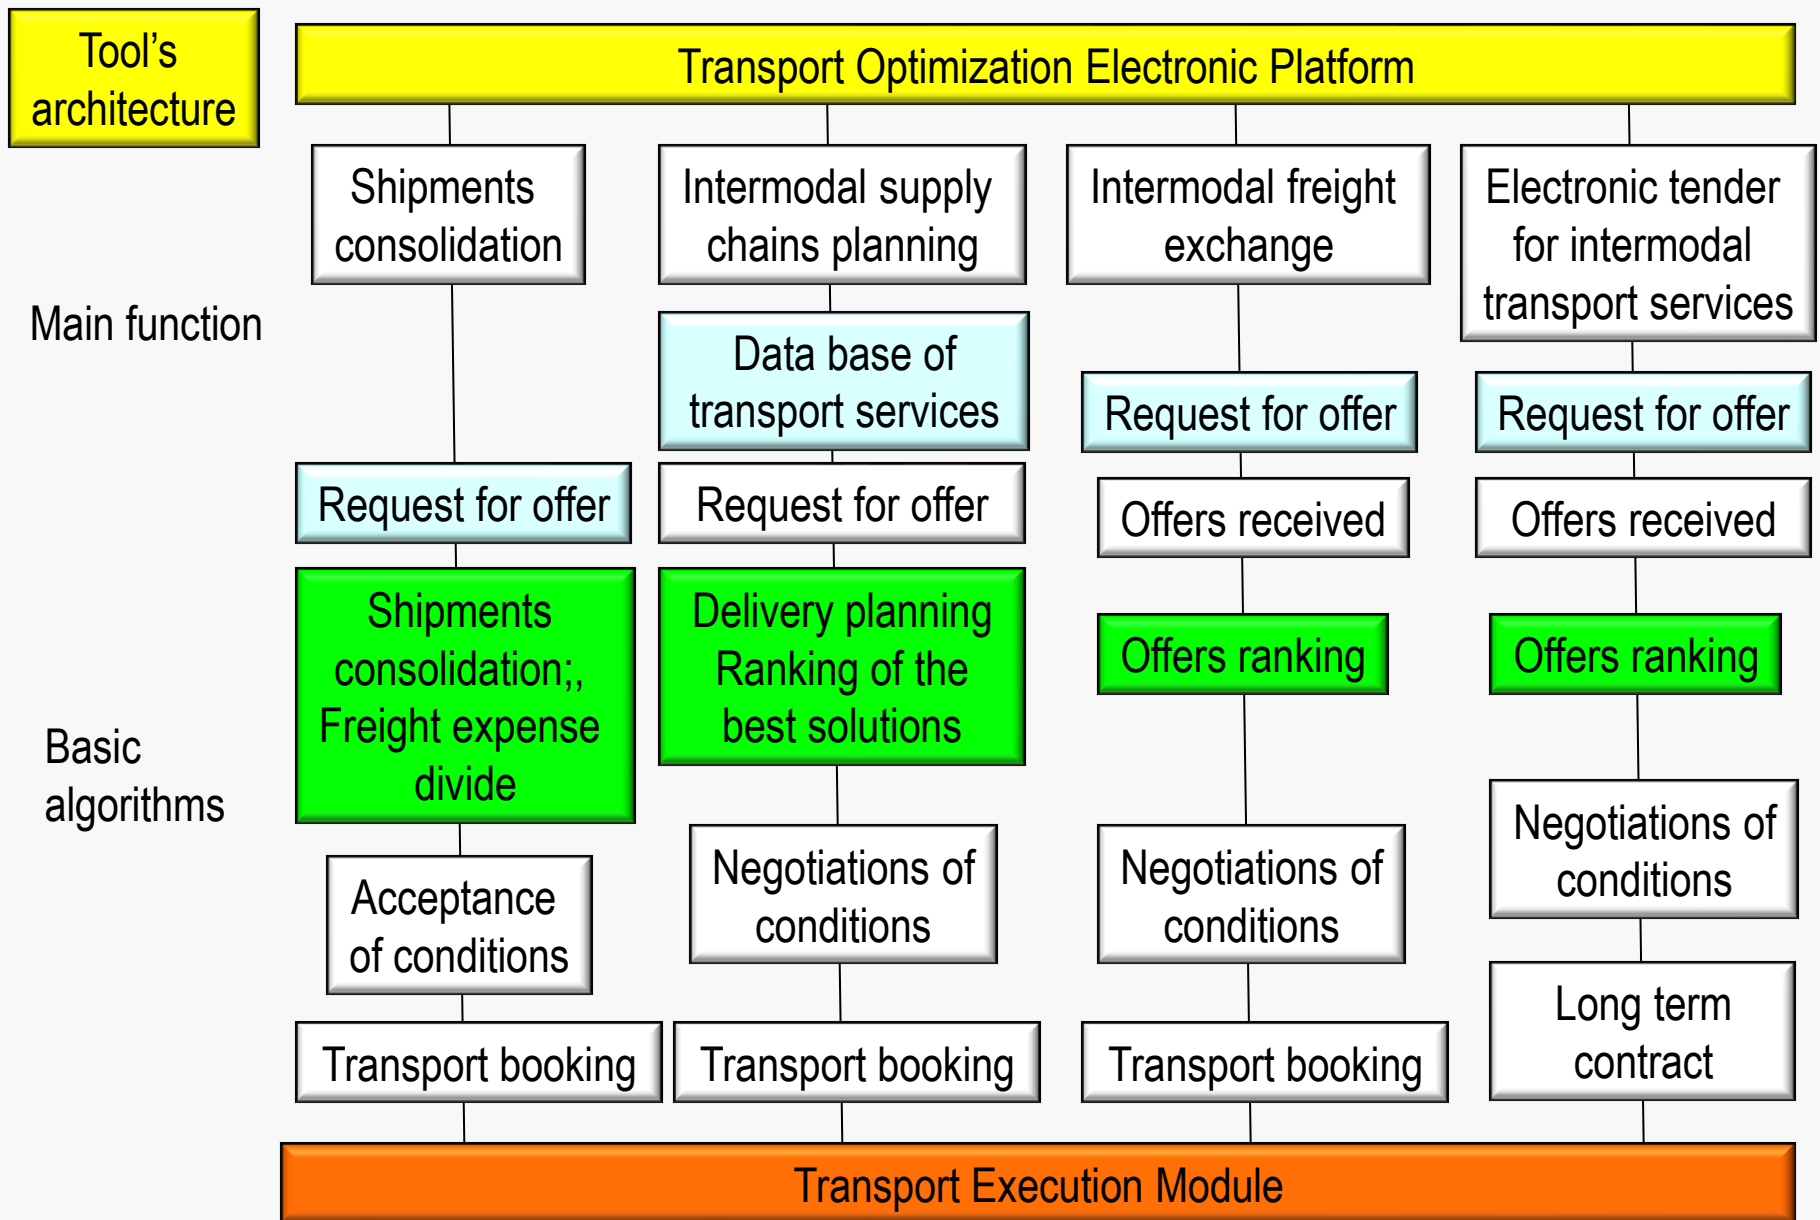 Tool's
architecture
Transport Optimization Electronic Platform
Shipments
consolidation
Intermodal supply
chains planning
Intermodal freight
exchange
Electronic tender
for intermodal
transport services
Main function
Data base of
transport services
Request for offer
Request for offer
Request for offer
Request for offer
Offers received
Offers received
Shipments
consolidation;,
Freight expense
divide
Delivery planning
Ranking of the
best solutions
Offers ranking
Offers ranking
Basic
algorithms
Acceptance
of conditions
Negotiations of
conditions
Negotiations of
conditions
Negotiations of
conditions
Transport booking
Transport booking
Transport booking
Long term
contract
Transport Execution Module